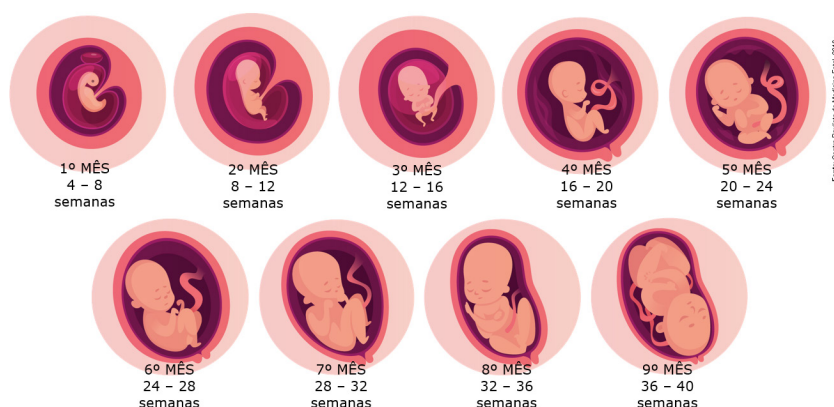 1º MÊS
4 – 8
semanas
2º MÊS
8 – 12
semanas
3º MÊS
12 – 16
semanas
4º MÊS
16 – 20
semanas
5º MÊS
20 – 24
semanas
6º MÊS
24 – 28
semanas
7º MÊS
28 – 32
semanas
8º MÊS
32 – 36
semanas
9º MÊS
36 – 40
semanas